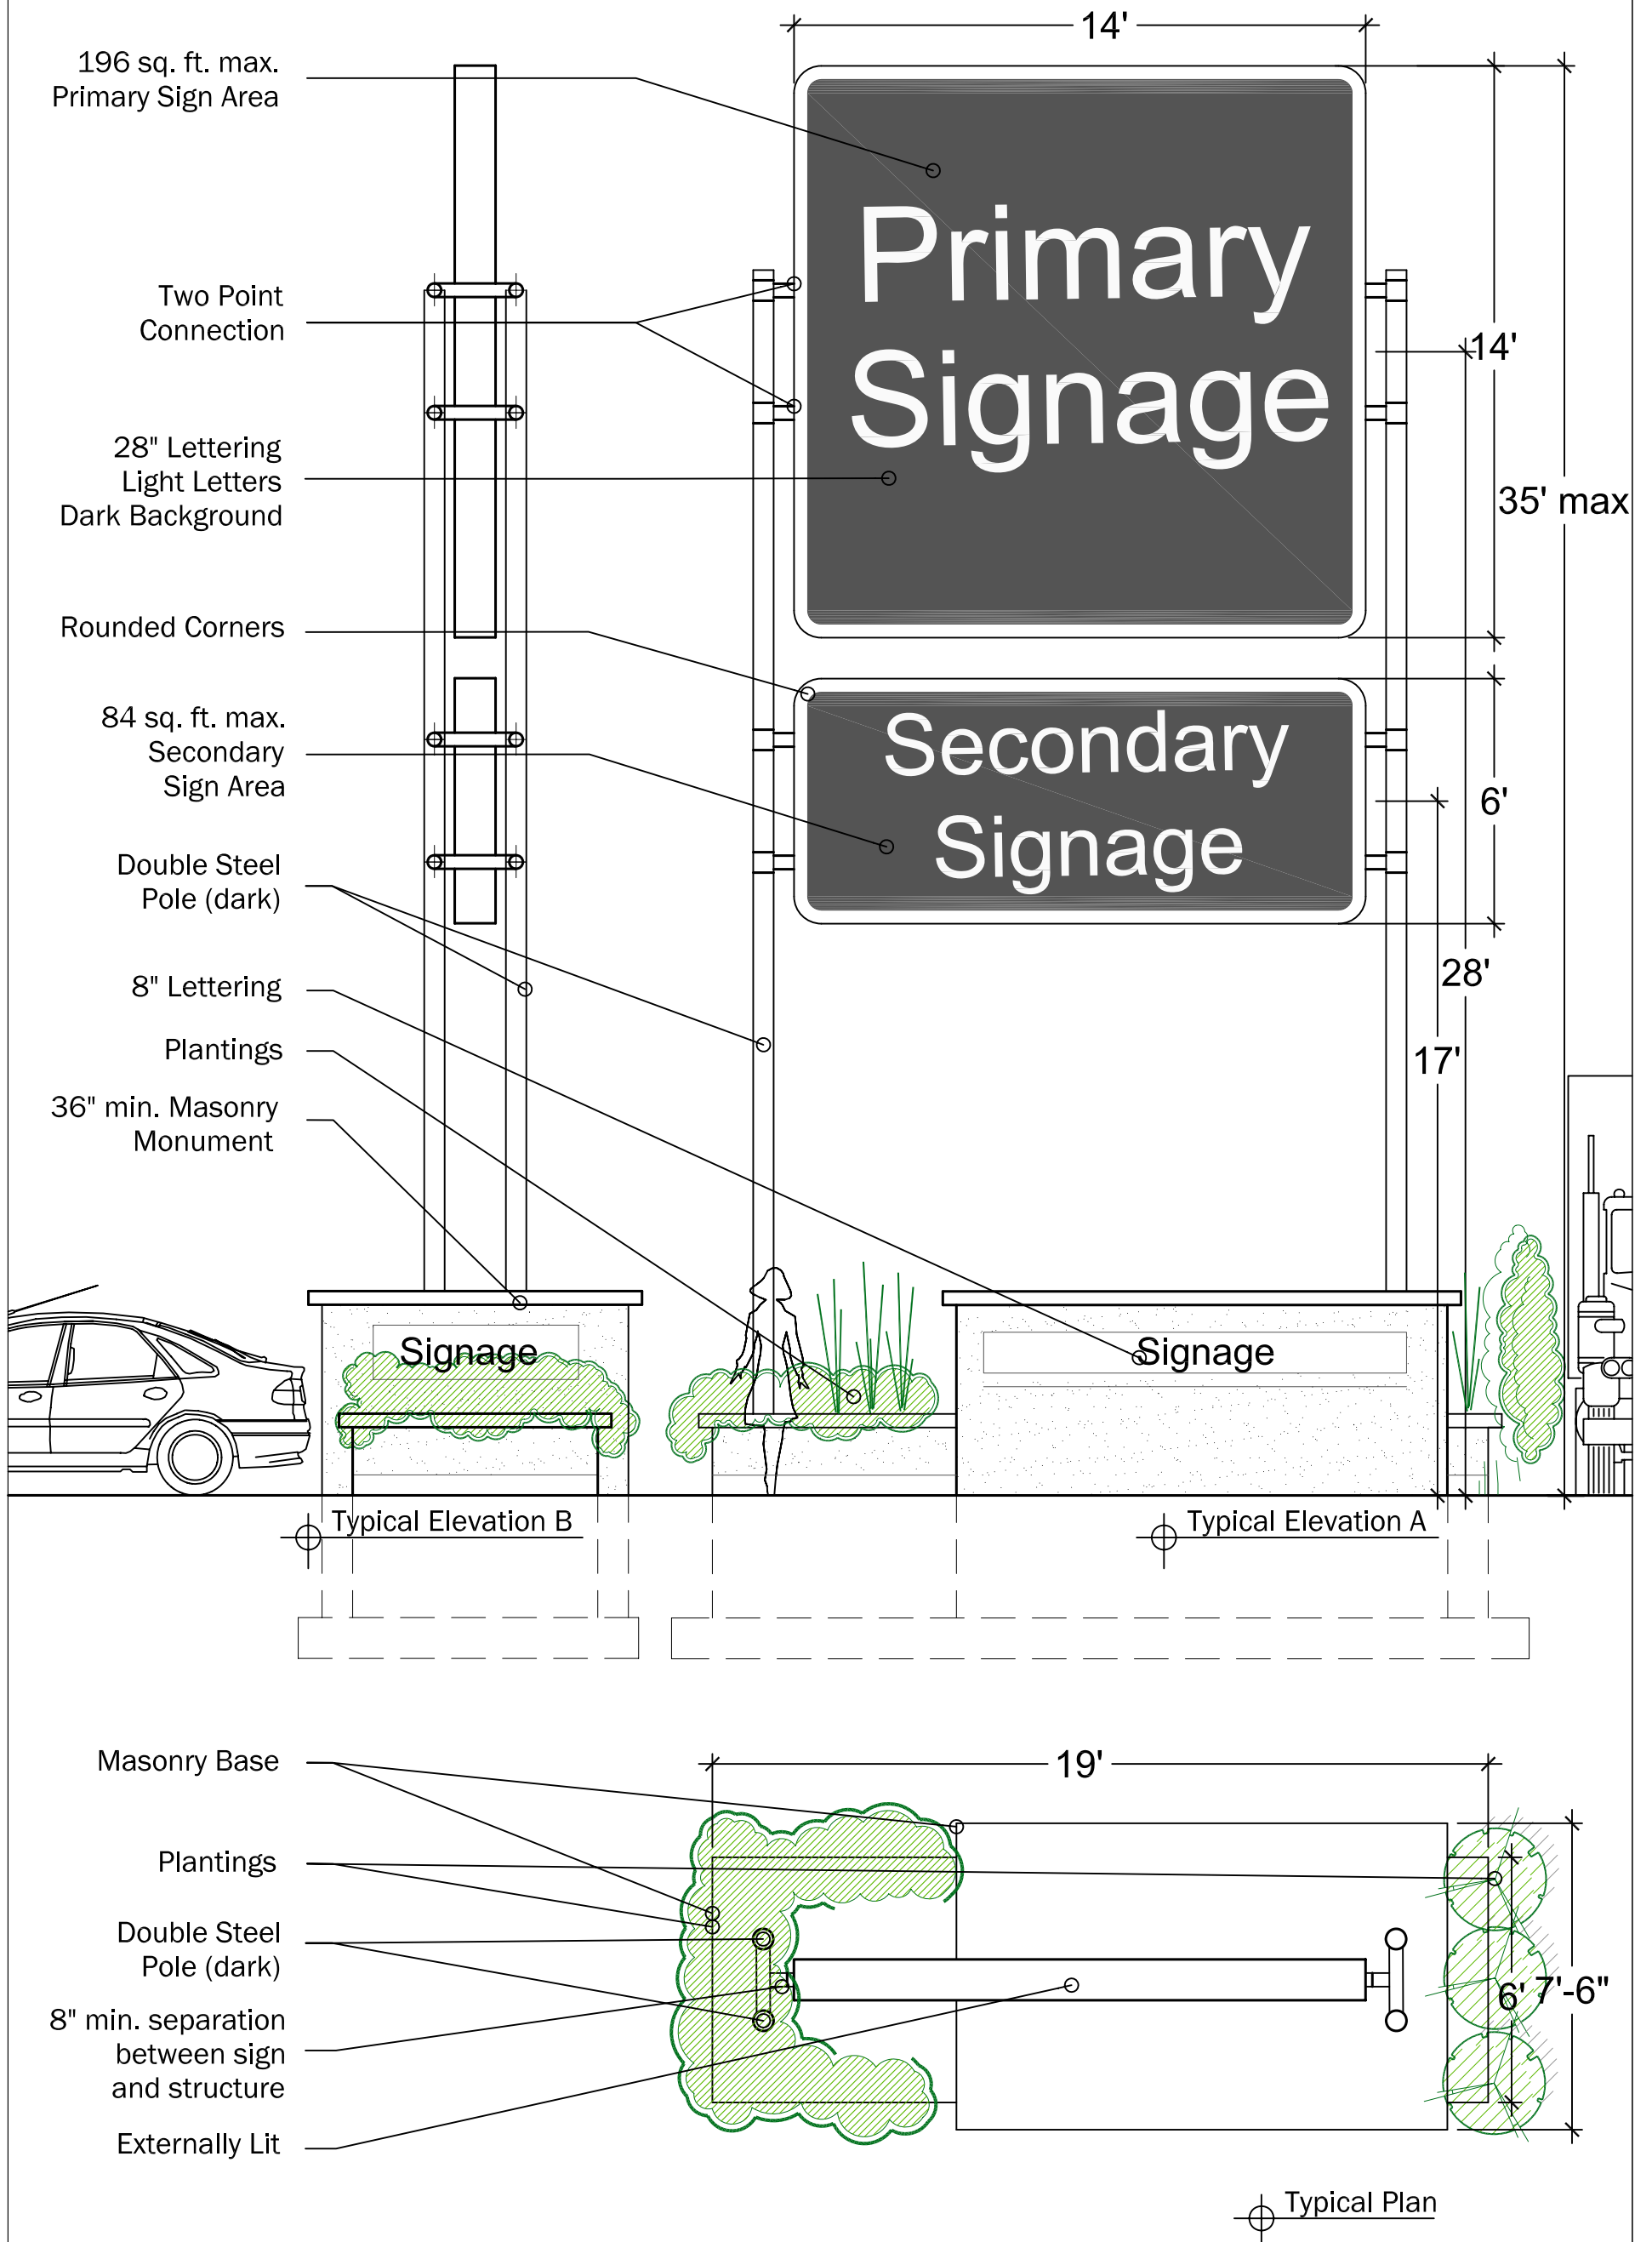 14'
196 sq. ft. max.
Primary Sign Area
Primary
Signage
Two Point
Connection
14'
28" Lettering
Light Letters
Dark Background
35' max
Rounded Corners
84 sq. ft. max.
Secondary
Sign Area
Secondary
Signage
6'
Double Steel
Pole (dark)
8" Lettering
28'
Plantings
17'
36" min. Masonry
Monument
Signage
Signage
Typical Elevation B
Typical Elevation A
Masonry Base
19'
Plantings
Double Steel
Pole (dark)
6'
7'-6"
8" min. separation
between sign
and structure
Externally Lit
Typical Plan